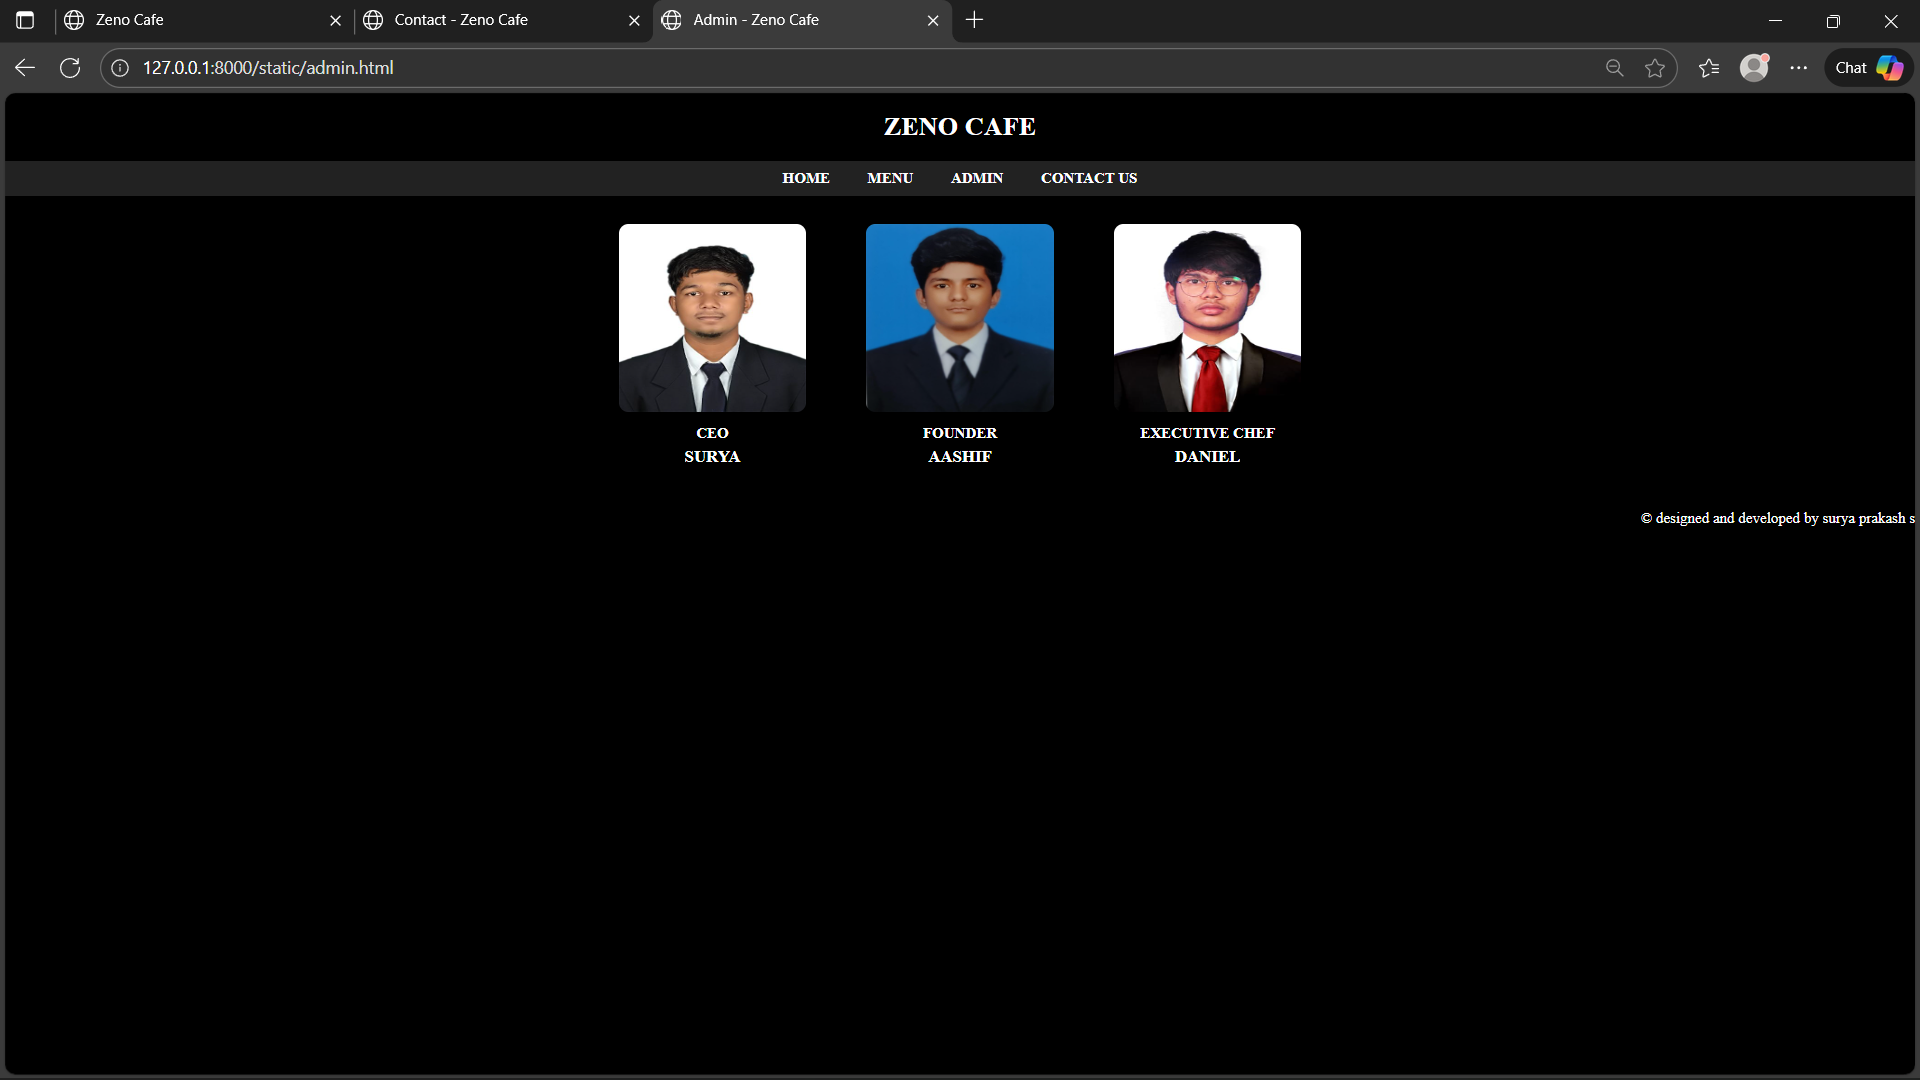 Zeno Cafe
Contact - Zeno Cafe
Admin - Zeno Cafe
127.0.0.1:8000/static/admin.html
Chat
ZENO CAFE
HOME MENU ADMIN CONTACT US
CEO
SURYA
FOUNDER
AASHIF
EXECUTIVE CHEF
DANIEL
© designed and developed by surya prakash s